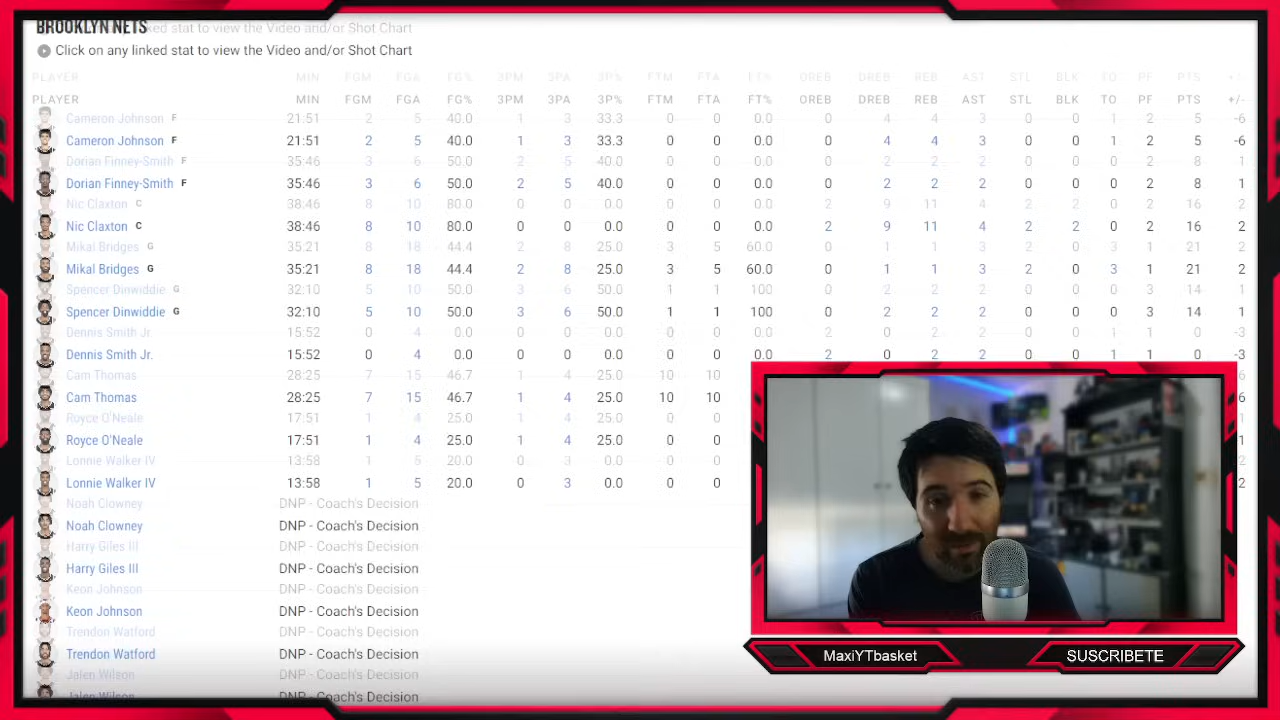 BROOKLYN NETS
Click on any linked stat to view the Video and/or Shot Chart
PLAYER MIN FGM FGA FG% 3PM 3PA 3P% FTM FTA FT% OREB DREB REB AST STL BLK TO PF PTS +/-
Cameron Johnson F 21:51 2 5 40.0 1 3 33.3 0 0 0.0 0 4 4 3 0 0 1 2 5 -6
Dorian Finney-Smith F 35:46 3 6 50.0 2 5 40.0 0 0 0.0 0 2 2 2 0 0 0 2 8 1
Nic Claxton C 38:46 8 10 80.0 0 0 0.0 0 0 0.0 2 9 11 4 2 2 0 2 16 2
Mikal Bridges G 35:21 8 18 44.4 2 8 25.0 3 5 60.0 0 1 1 3 2 0 3 1 21 2
Spencer Dinwiddie G 32:10 5 10 50.0 3 6 50.0 1 1 100 0 2 2 2 0 0 0 3 14 1
Dennis Smith Jr. 15:52 0 4 0.0 0 0 0.0 0 0 0.0 2 0 2 2 0 0 1 1 0 -3
Cam Thomas 28:25 7 15 46.7 1 4 25.0 10 10
Royce O'Neale 17:51 1 4 25.0 1 4 25.0 0 0
Lonnie Walker IV 13:58 1 5 20.0 0 3 0.0 0 0
Noah Clowney DNP - Coach's Decision
Harry Giles III DNP - Coach's Decision
Keon Johnson DNP - Coach's Decision
Trendon Watford DNP - Coach's Decision
Jalen Wilson DNP - Coach's Decision
MaxiYTbasket
SUSCRIBETE